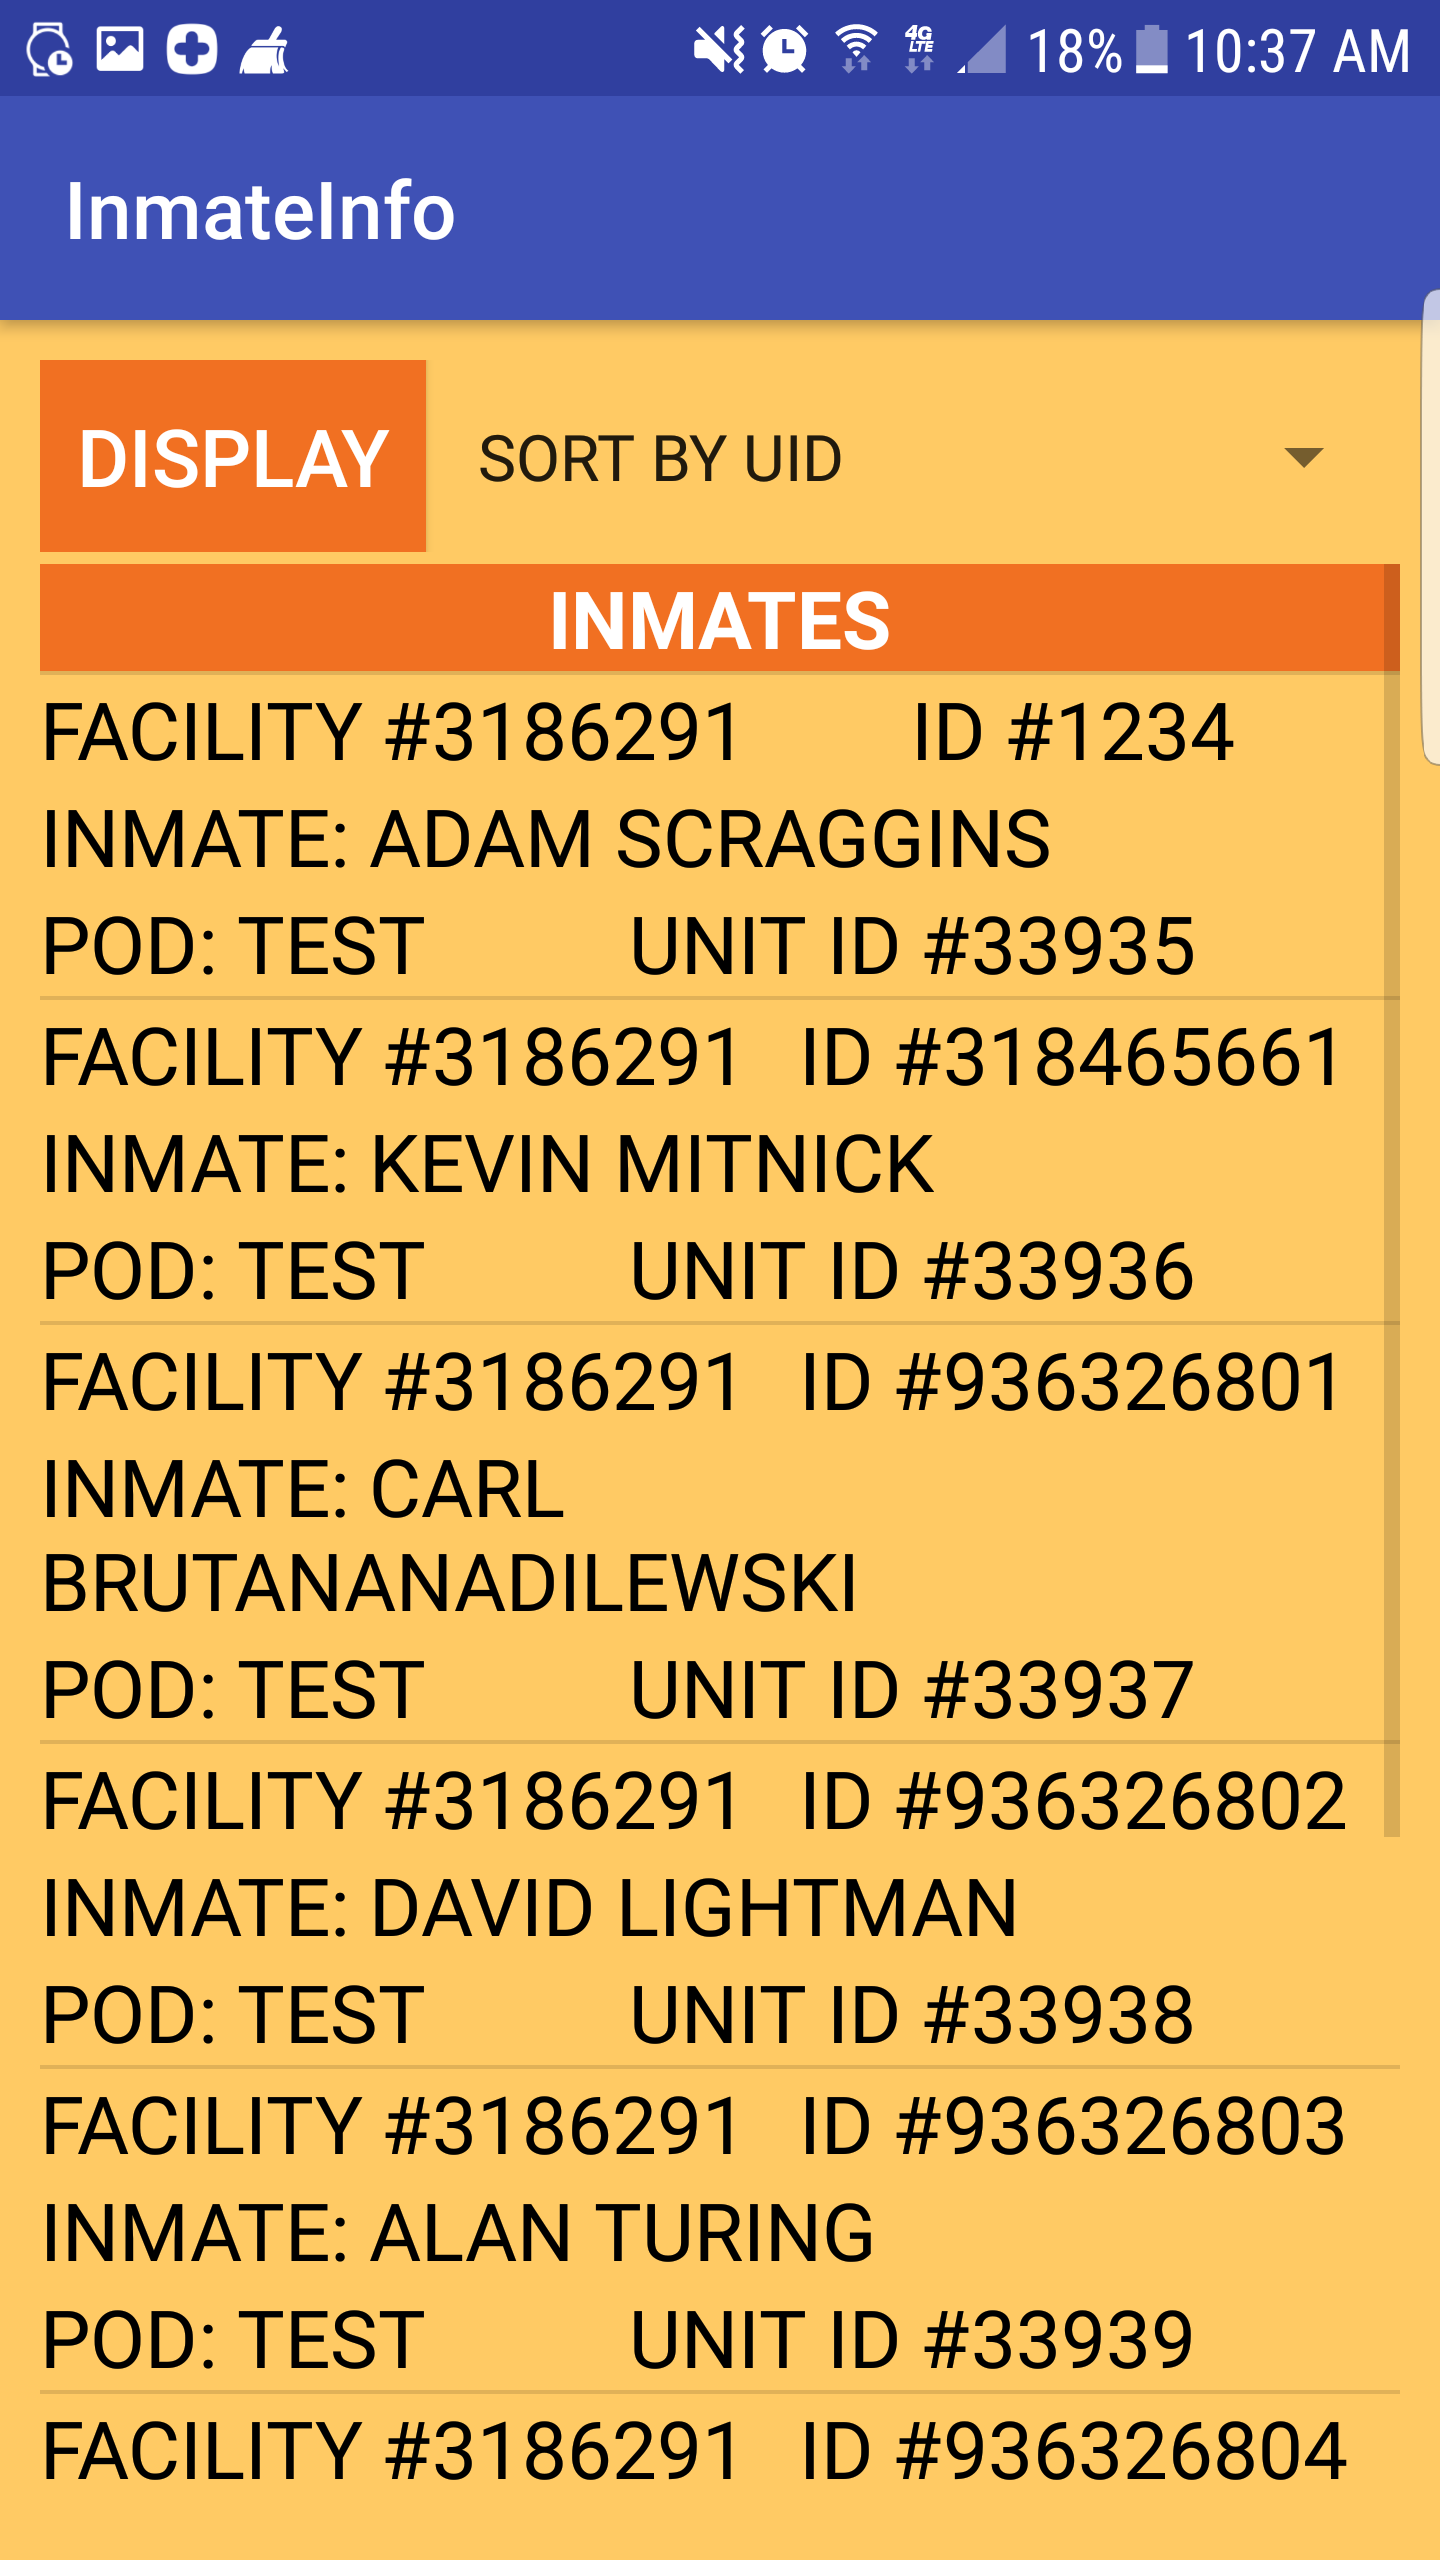 4G LTE 18% 10:37 AM
InmateInfo
DISPLAY SORT BY UID
INMATES
FACILITY #3186291 ID #1234
INMATE: ADAM SCRAGGINS
POD: TEST UNIT ID #33935
FACILITY #3186291 ID #318465661
INMATE: KEVIN MITNICK
POD: TEST UNIT ID #33936
FACILITY #3186291 ID #936326801
INMATE: CARL
BRUTANANADILEWSKI
POD: TEST UNIT ID #33937
FACILITY #3186291 ID #936326802
INMATE: DAVID LIGHTMAN
POD: TEST UNIT ID #33938
FACILITY #3186291 ID #936326803
INMATE: ALAN TURING
POD: TEST UNIT ID #33939
FACILITY #3186291 ID #936326804